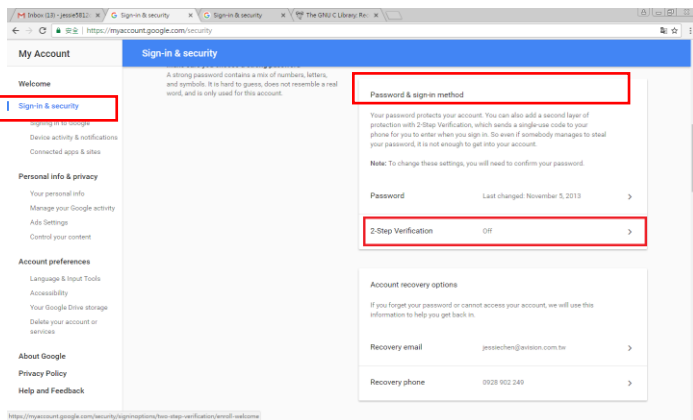 Inbox (13) - jessie5812
Sign-in & security
Sign-in & security
The GNU C Library: Re
https://myaccount.google.com/security
My Account
Sign-in & security
Welcome
Sign-in & security
Signing in to Google
Device activity & notifications
Connected apps & sites
Personal info & privacy
Your personal info
Manage your Google activity
Ads Settings
Control your content
Account preferences
Language & Input Tools
Accessibility
Your Google Drive storage
Delete your account or
services
About Google
Privacy Policy
Help and Feedback
A strong password contains a mix of numbers, letters,
and symbols. It is hard to guess, does not resemble a real
word, and is only used for this account.
Password & sign-in method
Your password protects your account. You can also add a second layer of
protection with 2-Step Verification, which sends a single-use code to your
phone for you to enter when you sign in. So even if somebody manages to steal
your password, it is not enough to get into your account.
Note: To change these settings, you will need to confirm your password.
Password Last changed: November 5, 2013
2-Step Verification Off
Account recovery options
If you forget your password or cannot access your account, we will use this
information to help you get back in.
Recovery email jessiechen@avision.com.tw
Recovery phone 0928 902 249
https://myaccount.google.com/security/signinoptions/two-step-verification/enroll-welcome